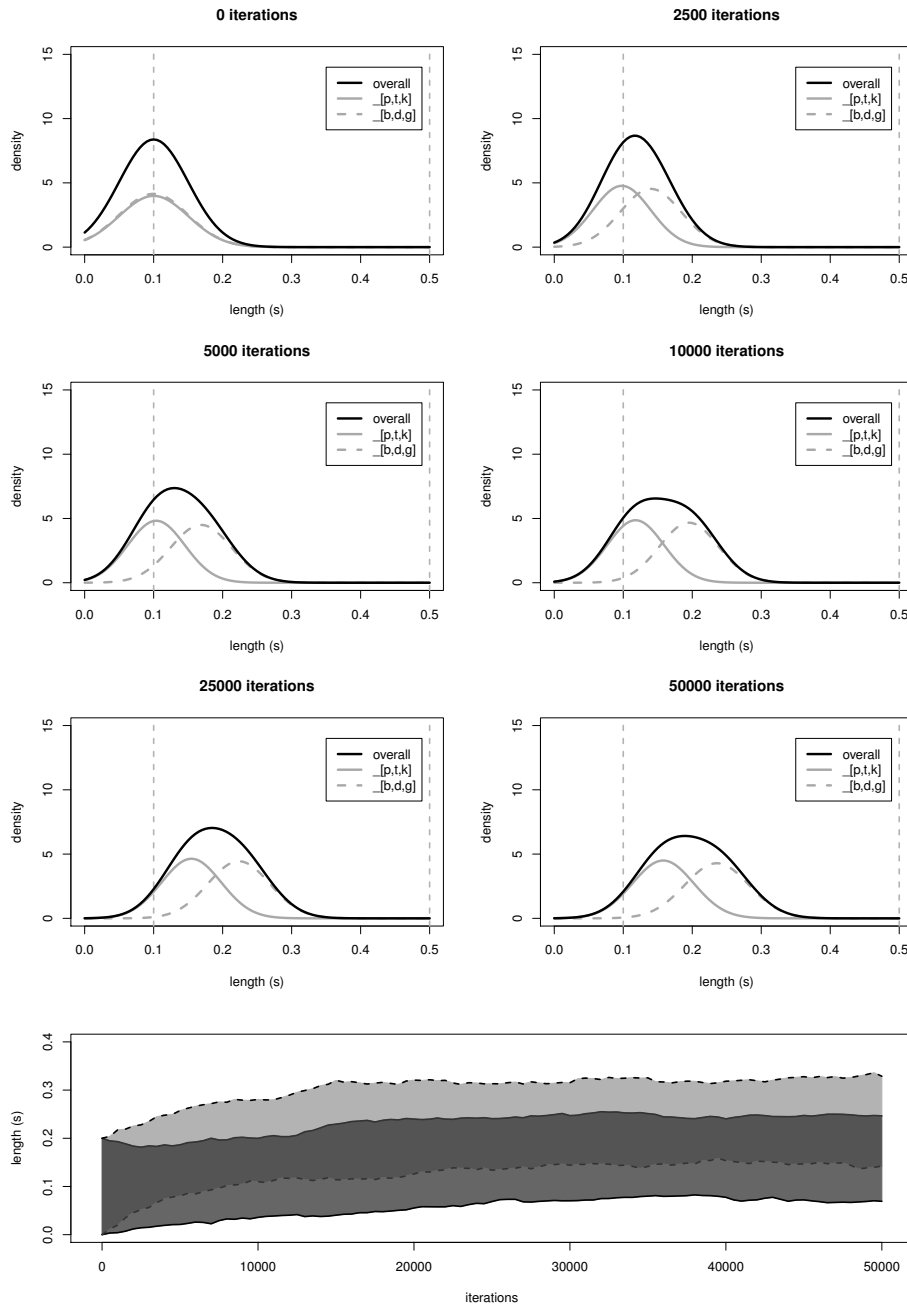 0 iterations
15
10
5
0
density
overall
_[p,t,k]
_[b,d,g]
0.0 0.1 0.2 0.3 0.4 0.5
length (s)
2500 iterations
15
10
5
0
density
overall
_[p,t,k]
_[b,d,g]
0.0 0.1 0.2 0.3 0.4 0.5
length (s)
5000 iterations
15
10
5
0
density
overall
_[p,t,k]
_[b,d,g]
0.0 0.1 0.2 0.3 0.4 0.5
length (s)
10000 iterations
15
10
5
0
density
overall
_[p,t,k]
_[b,d,g]
0.0 0.1 0.2 0.3 0.4 0.5
length (s)
25000 iterations
15
10
5
0
density
overall
_[p,t,k]
_[b,d,g]
0.0 0.1 0.2 0.3 0.4 0.5
length (s)
50000 iterations
15
10
5
0
density
overall
_[p,t,k]
_[b,d,g]
0.0 0.1 0.2 0.3 0.4 0.5
length (s)
0.4
0.3
0.2
0.1
0.0
length (s)
0 10000 20000 30000 40000 50000
iterations